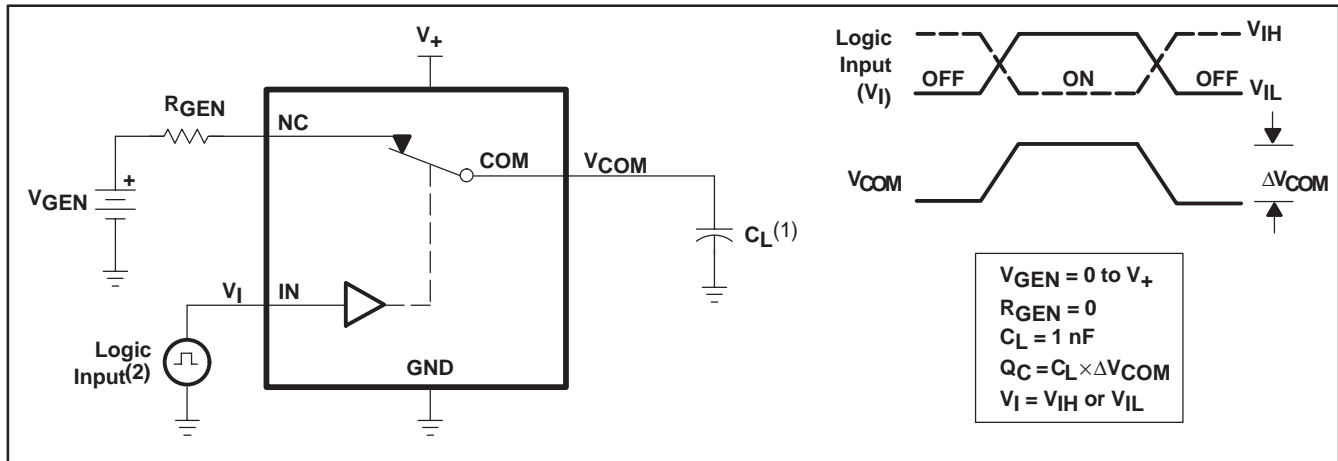 V+
RGEN
NC
COM
VCOM
VGEN
+
CL(1)
VI
IN
Logic
Input(2)
GND
Logic
Input
(VI)
OFF
ON
OFF
VIH
VIL
VCOM
ΔVCOM
VGEN = 0 to V+
RGEN = 0
CL = 1 nF
QC = CL × ΔVCOM
VI = VIH or VIL